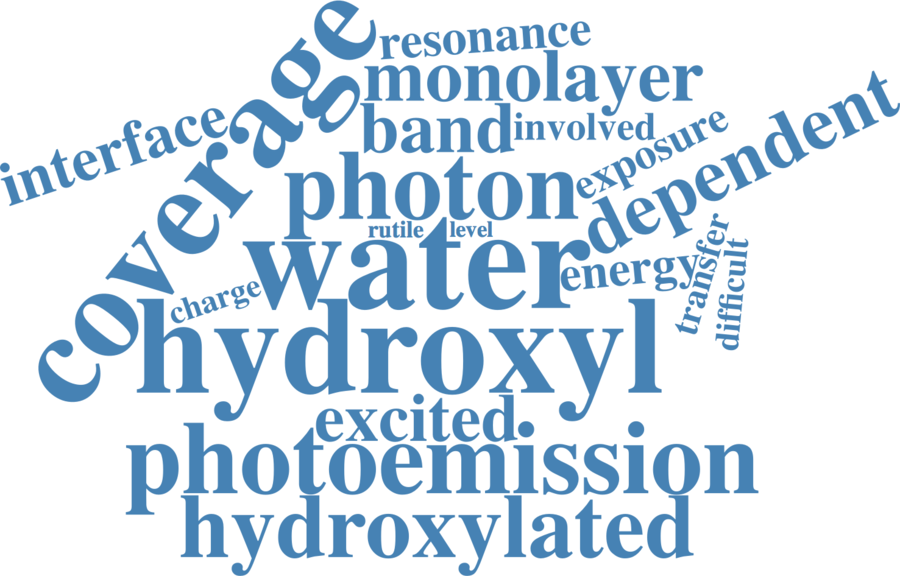 coverage
resonance
monolayer
interface
band
involved
exposure
dependent
photon
rutile
level
water
energy
transfer
difficult
charge
hydroxyl
excited
photoemission
hydroxylated